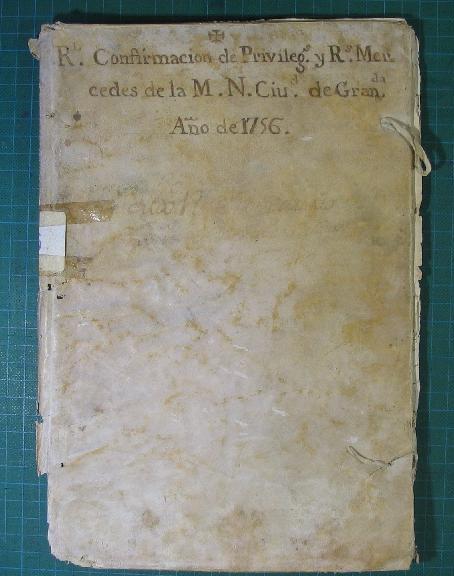 ✠
R.ˡ Confirmacion de Privileg.ˢ y R.ˢ Mer-
cedes de la M. N. Ciu.ᵈ de Gran.ᵈᵃ
Año de 1756.